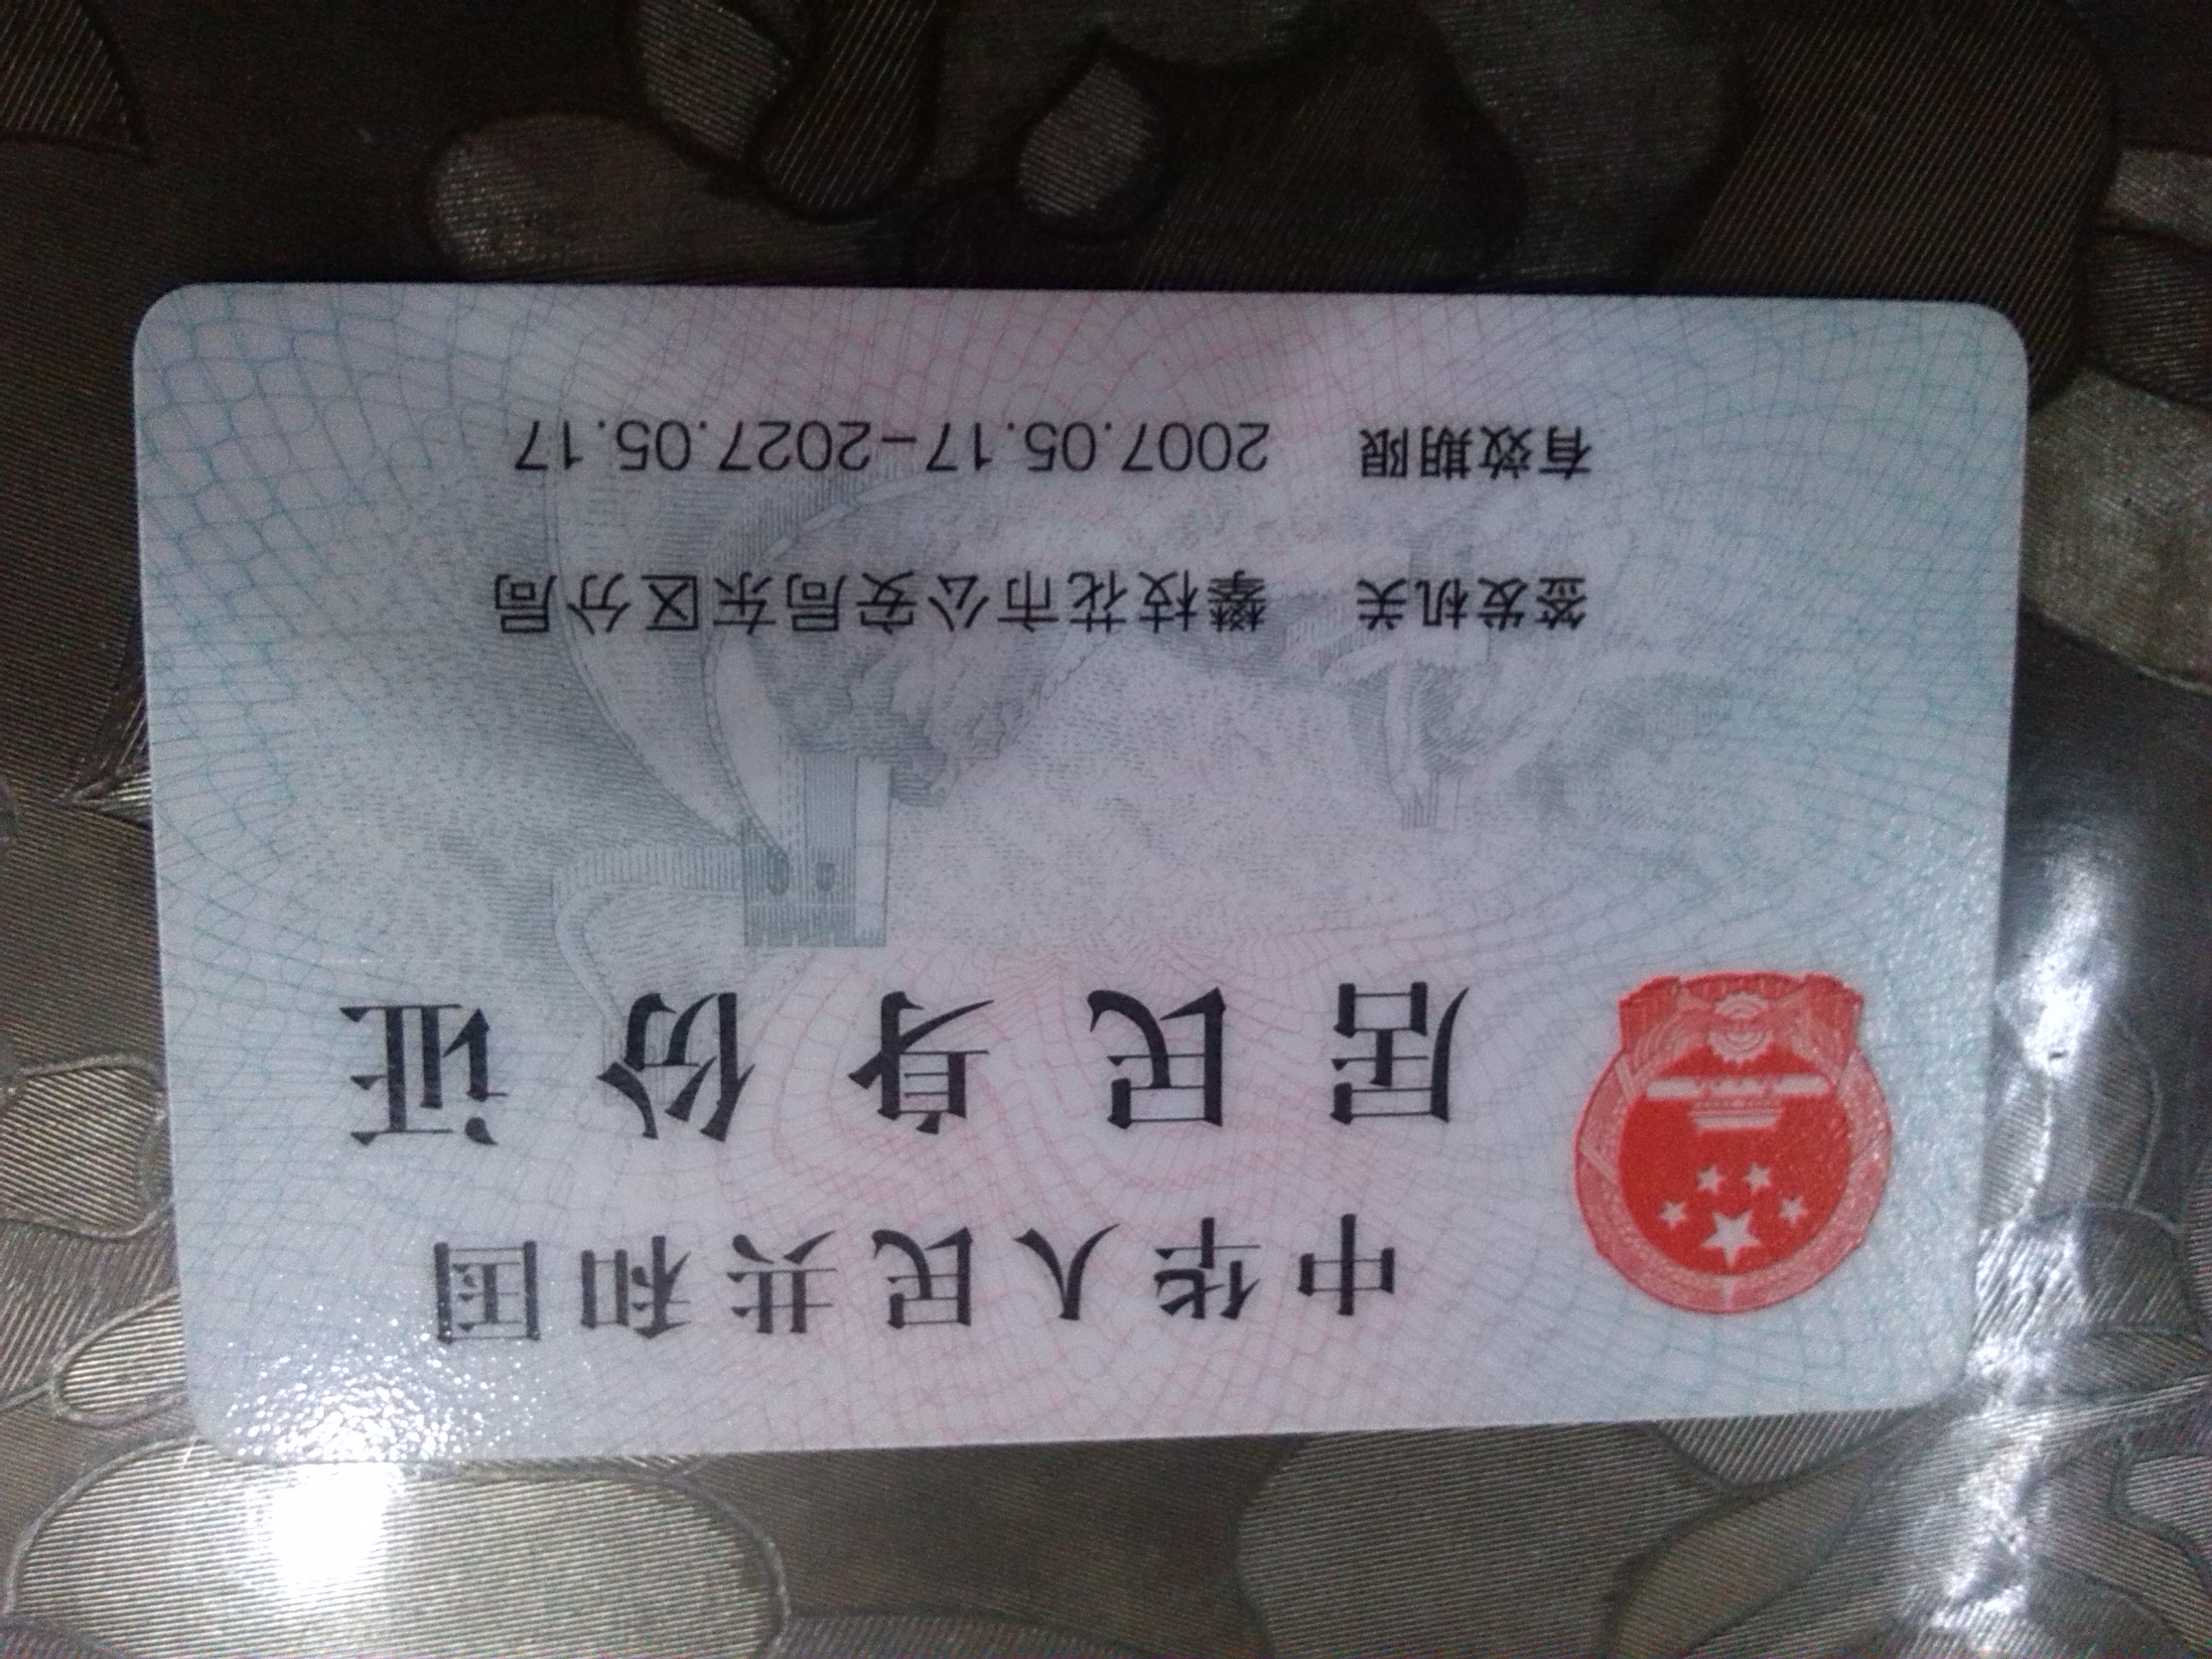 中华人民共和国
居民身份证
签发机关 攀枝花市公安局东区分局
有效期限 2007.05.17-2027.05.17